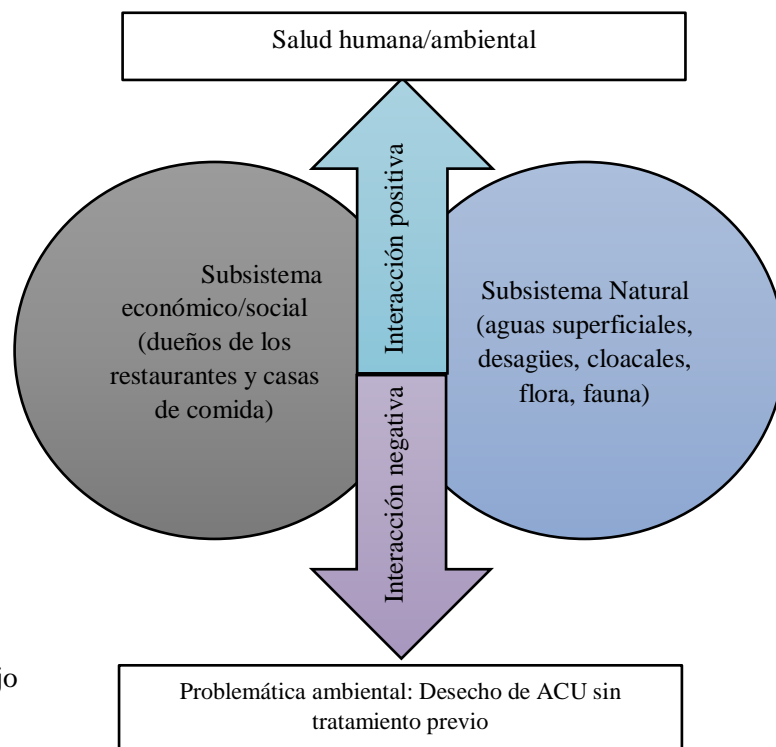 Salud humana/ambiental
Interacción positiva
Subsistema
económico/social
(dueños de los
restaurantes y casas
de comida)
Subsistema Natural
(aguas superficiales,
desagües, cloacales,
flora, fauna)
Interacción negativa
jo
Problemática ambiental: Desecho de ACU sin
tratamiento previo